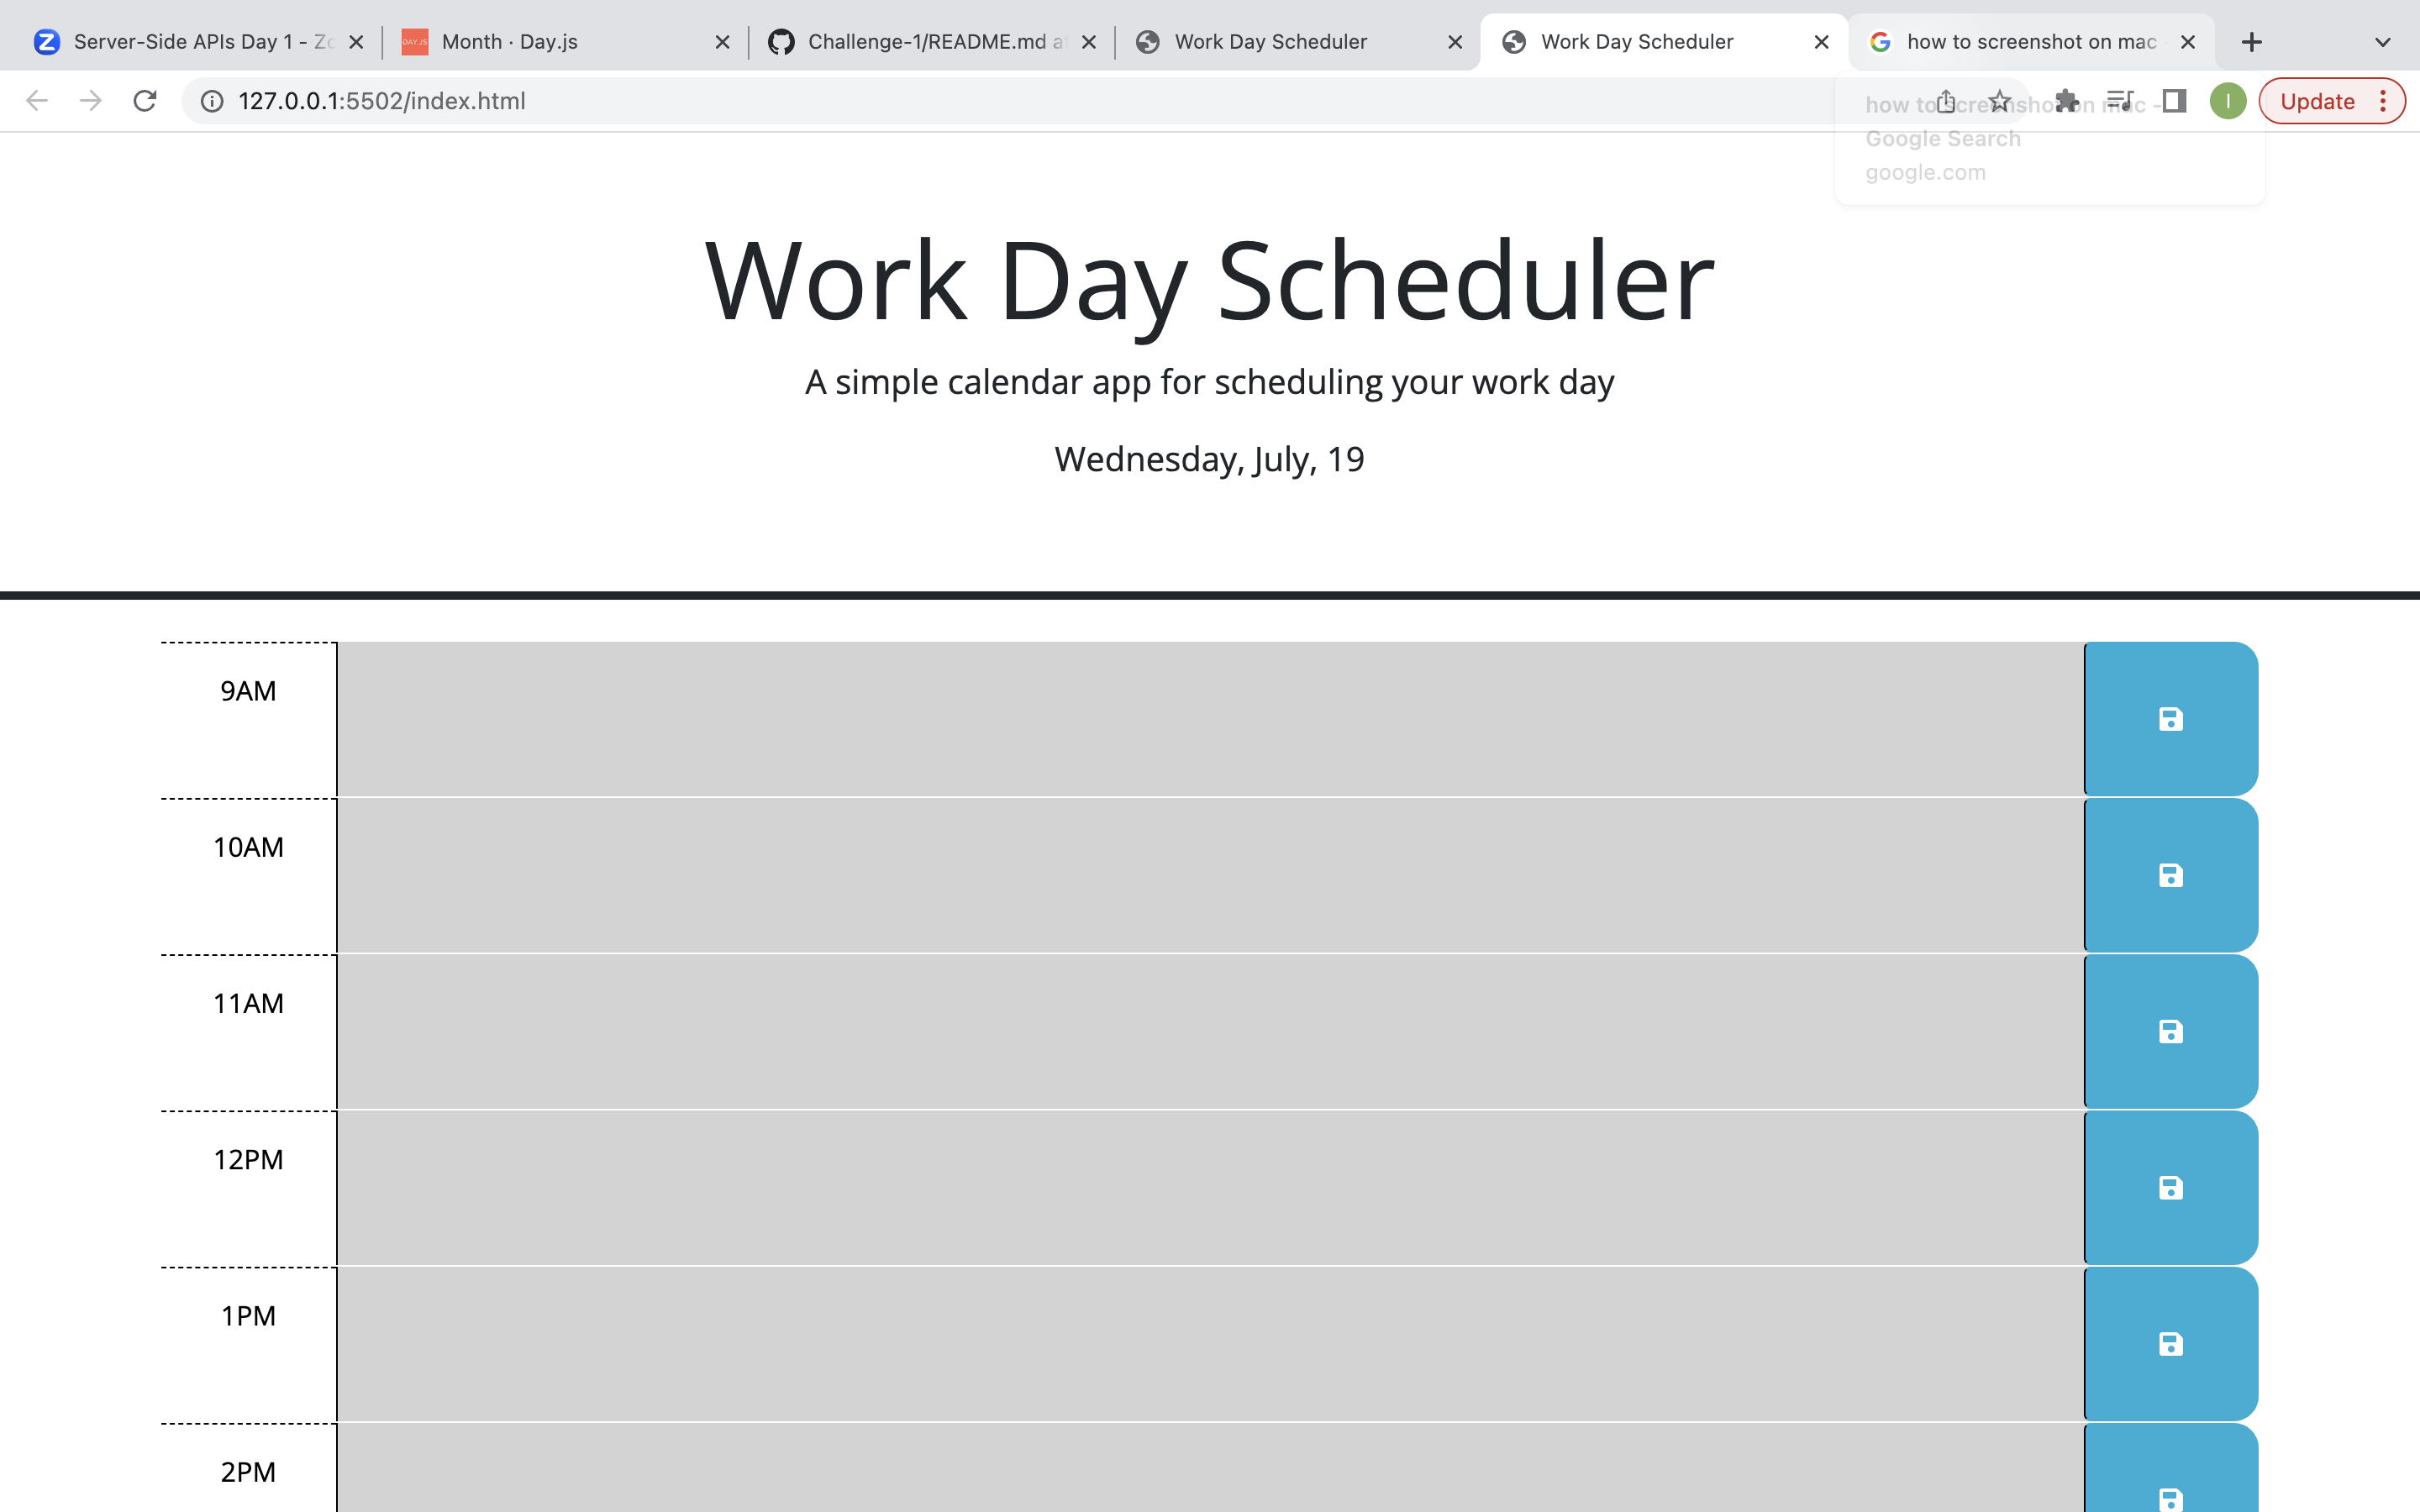 Server-Side APIs Day 1 - Zo
Month · Day.js
Challenge-1/README.md at
Work Day Scheduler
Work Day Scheduler
how to screenshot on mac -
DAY.JS
127.0.0.1:5502/index.html
I
Update
how to screenshot on mac -
Google Search
google.com
Work Day Scheduler
A simple calendar app for scheduling your work day
Wednesday, July, 19
9AM
10AM
11AM
12PM
1PM
2PM